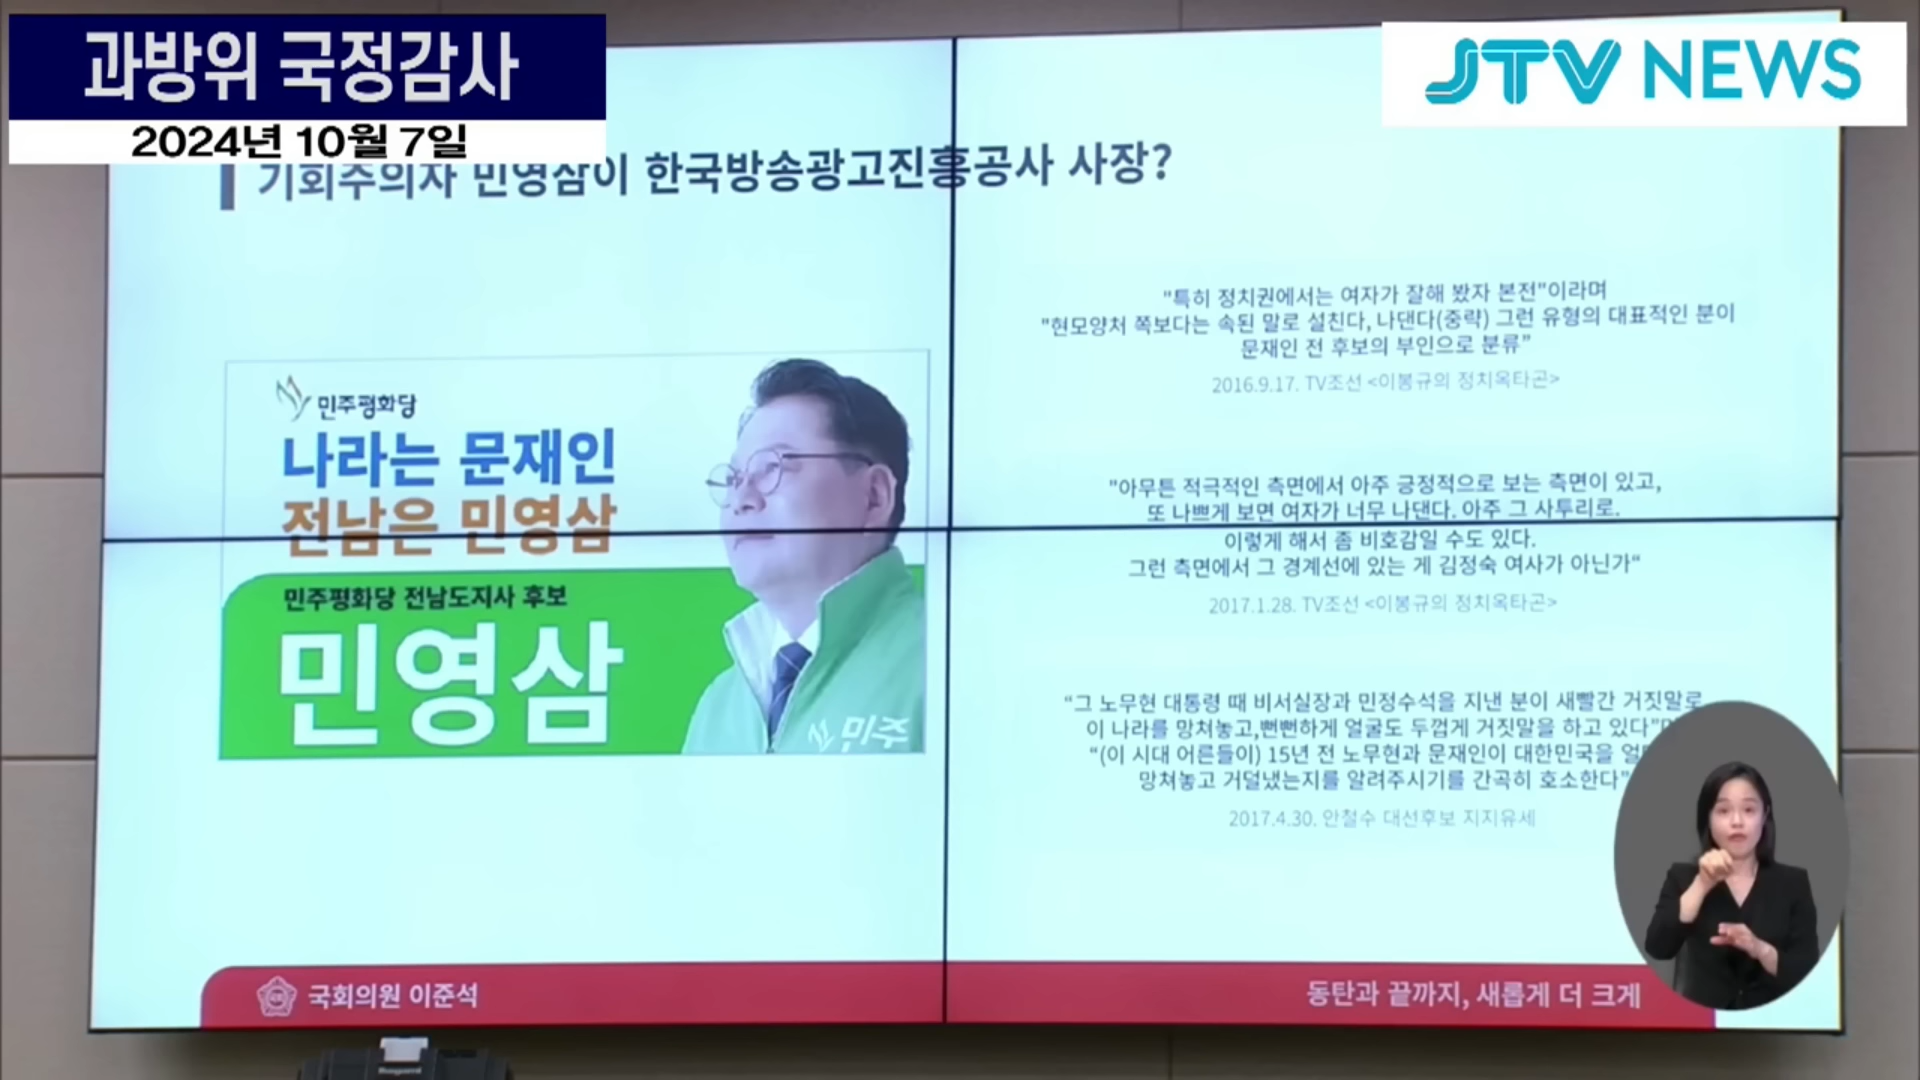 과방위 국정감사
2024년 10월 7일
JTV NEWS
기회주의자 민영삼이 한국방송광고진흥공사 사장?
민주평화당
나라는 문재인
전남은 민영삼
민주평화당 전남도지사 후보
민영삼
민주
"특히 정치권에서는 여자가 잘해 봤자 본전"이라며
"현모양처 쪽보다는 속된 말로 설친다, 나댄다(중략) 그런 유형의 대표적인 분이
문재인 전 후보의 부인으로 분류"
2016.9.17. TV조선 <이봉규의 정치옥타곤>
"아무튼 적극적인 측면에서 아주 긍정적으로 보는 측면이 있고,
또 나쁘게 보면 여자가 너무 나댄다. 아주 그 사투리로.
이렇게 해서 좀 비호감일 수도 있다.
그런 측면에서 그 경계선에 있는 게 김정숙 여사가 아닌가"
2017.1.28. TV조선 <이봉규의 정치옥타곤>
"그 노무현 대통령 때 비서실장과 민정수석을 지낸 분이 새빨간 거짓말로
이 나라를 망쳐놓고,뻔뻔하게 얼굴도 두껍게 거짓말을 하고 있다"
"(이 시대 어른들이) 15년 전 노무현과 문재인이 대한민국을
망쳐놓고 거덜냈는지를 알려주시기를 간곡히 호소한다"
2017.4.30. 안철수 대선후보 지지유세
국회의원 이준석
동탄과 끝까지, 새롭게 더 크게